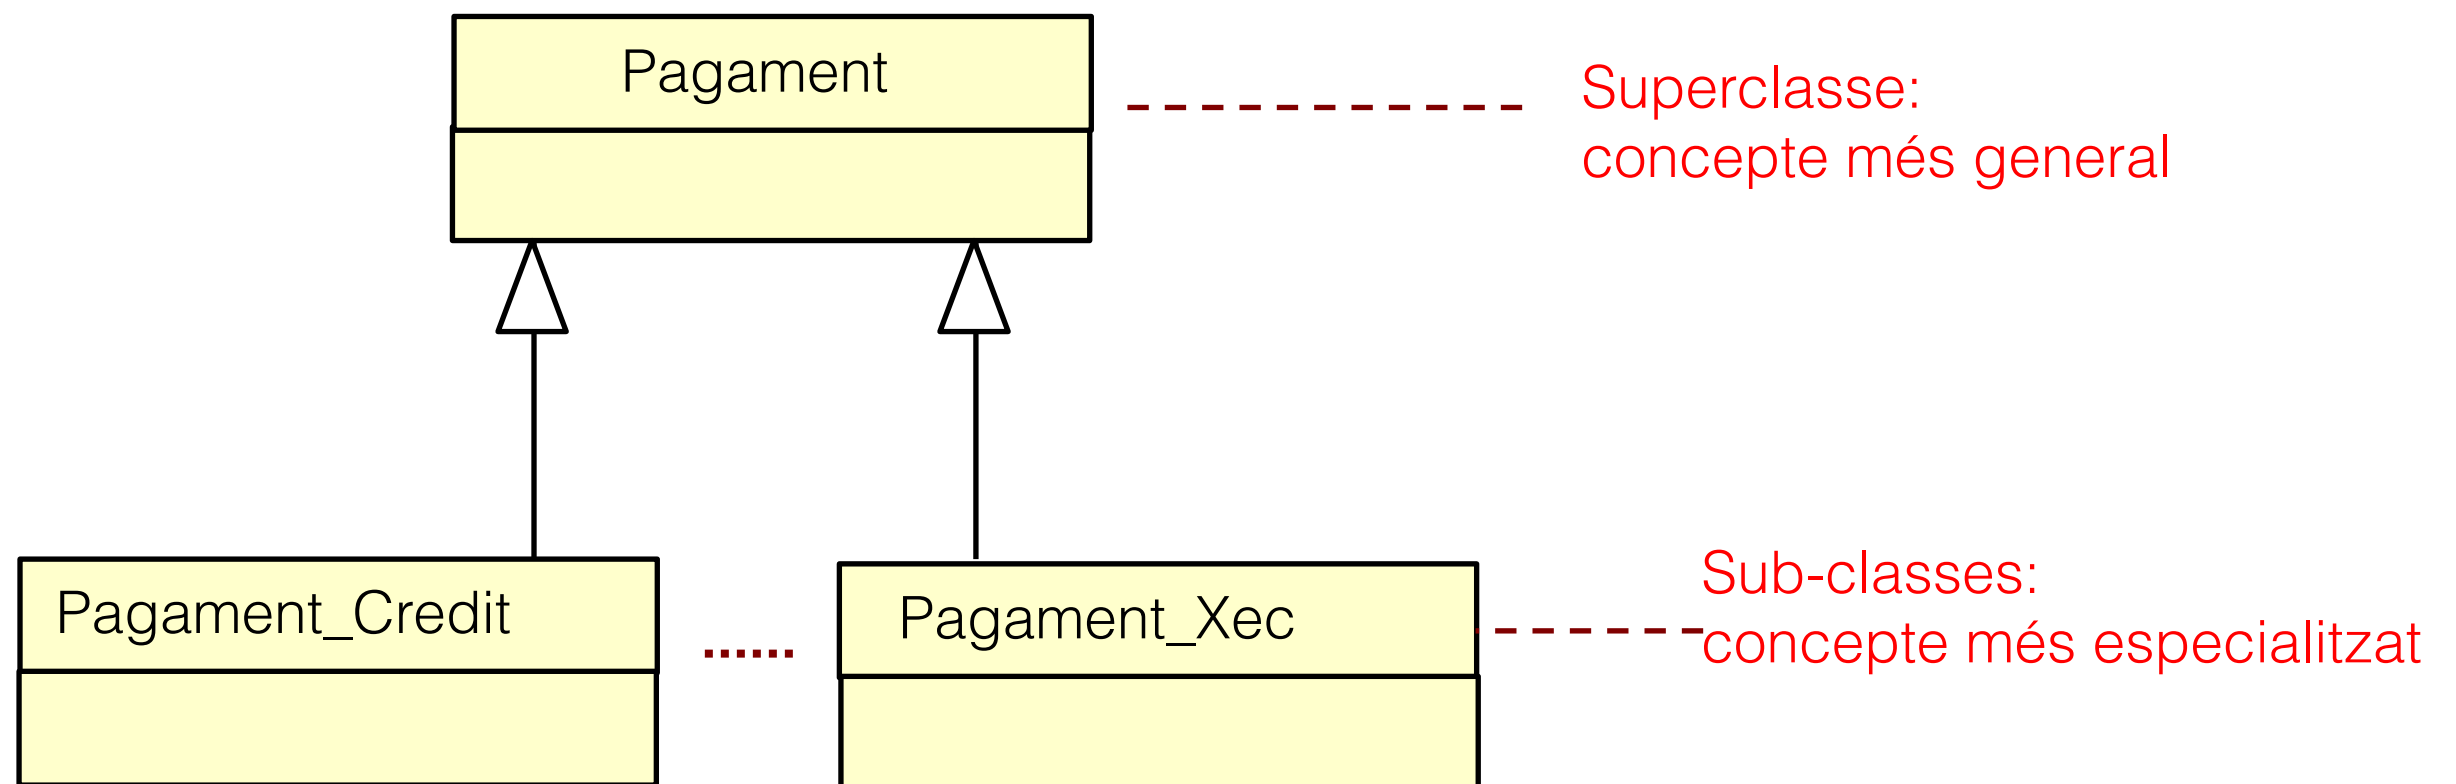 Pagament
Superclasse:
concepte més general
Pagament_Credit
Pagament_Xec
Sub-classes:
concepte més especialitzat